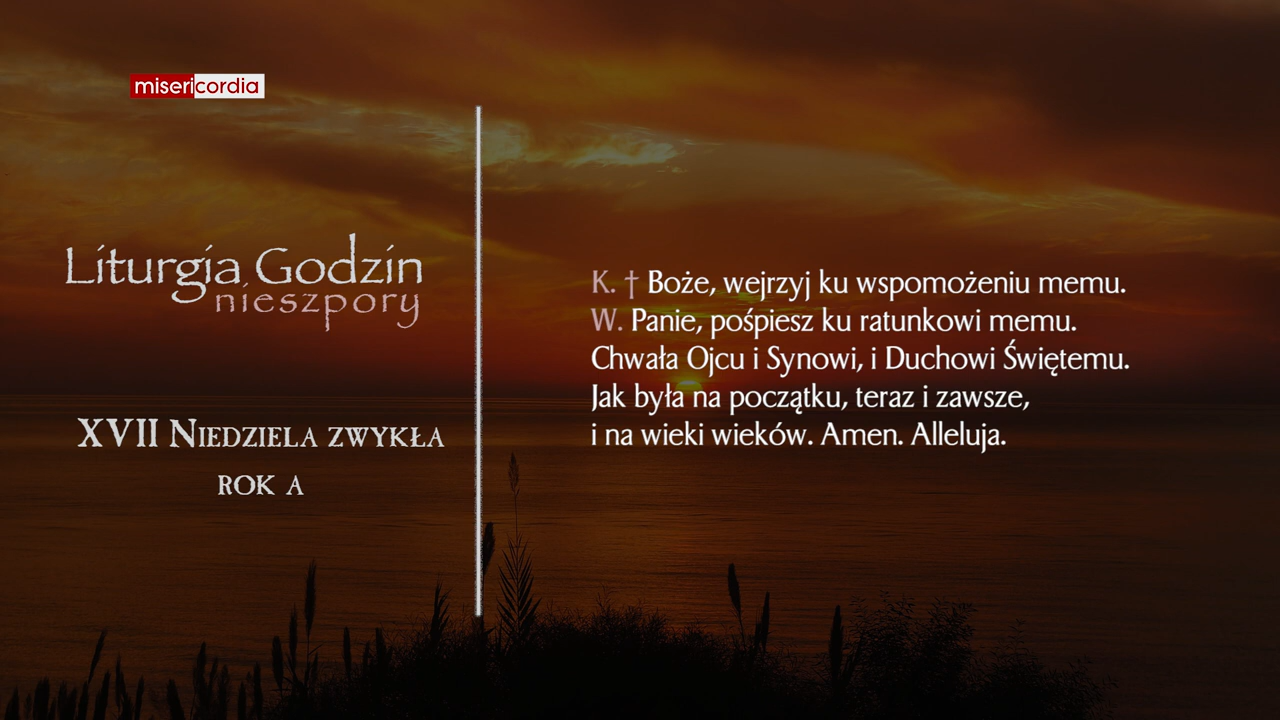 misericordia
Liturgia Godzin
nieszpory
XVII Niedziela zwykła
rok A
K. † Boże, wejrzyj ku wspomożeniu memu.
W. Panie, pośpiesz ku ratunkowi memu.
Chwała Ojcu i Synowi, i Duchowi Świętemu.
Jak była na początku, teraz i zawsze,
i na wieki wieków. Amen. Alleluja.